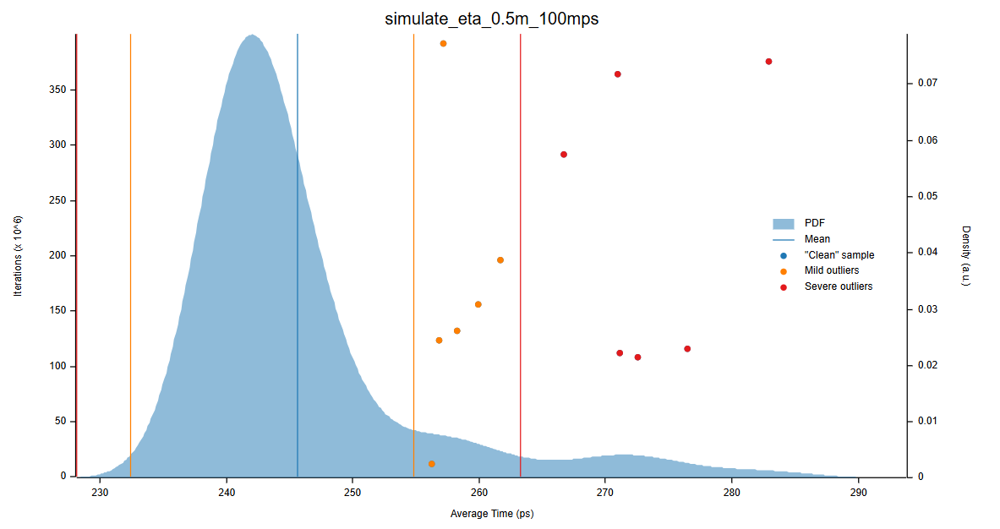 simulate_eta_0.5m_100mps
350
300
250
200
150
100
50
0
Iterations (x 10^6)
230
240
250
260
270
280
290
Average Time (ps)
0.07
0.06
0.05
0.04
0.03
0.02
0.01
0
Density (a.u.)
PDF
Mean
"Clean" sample
Mild outliers
Severe outliers